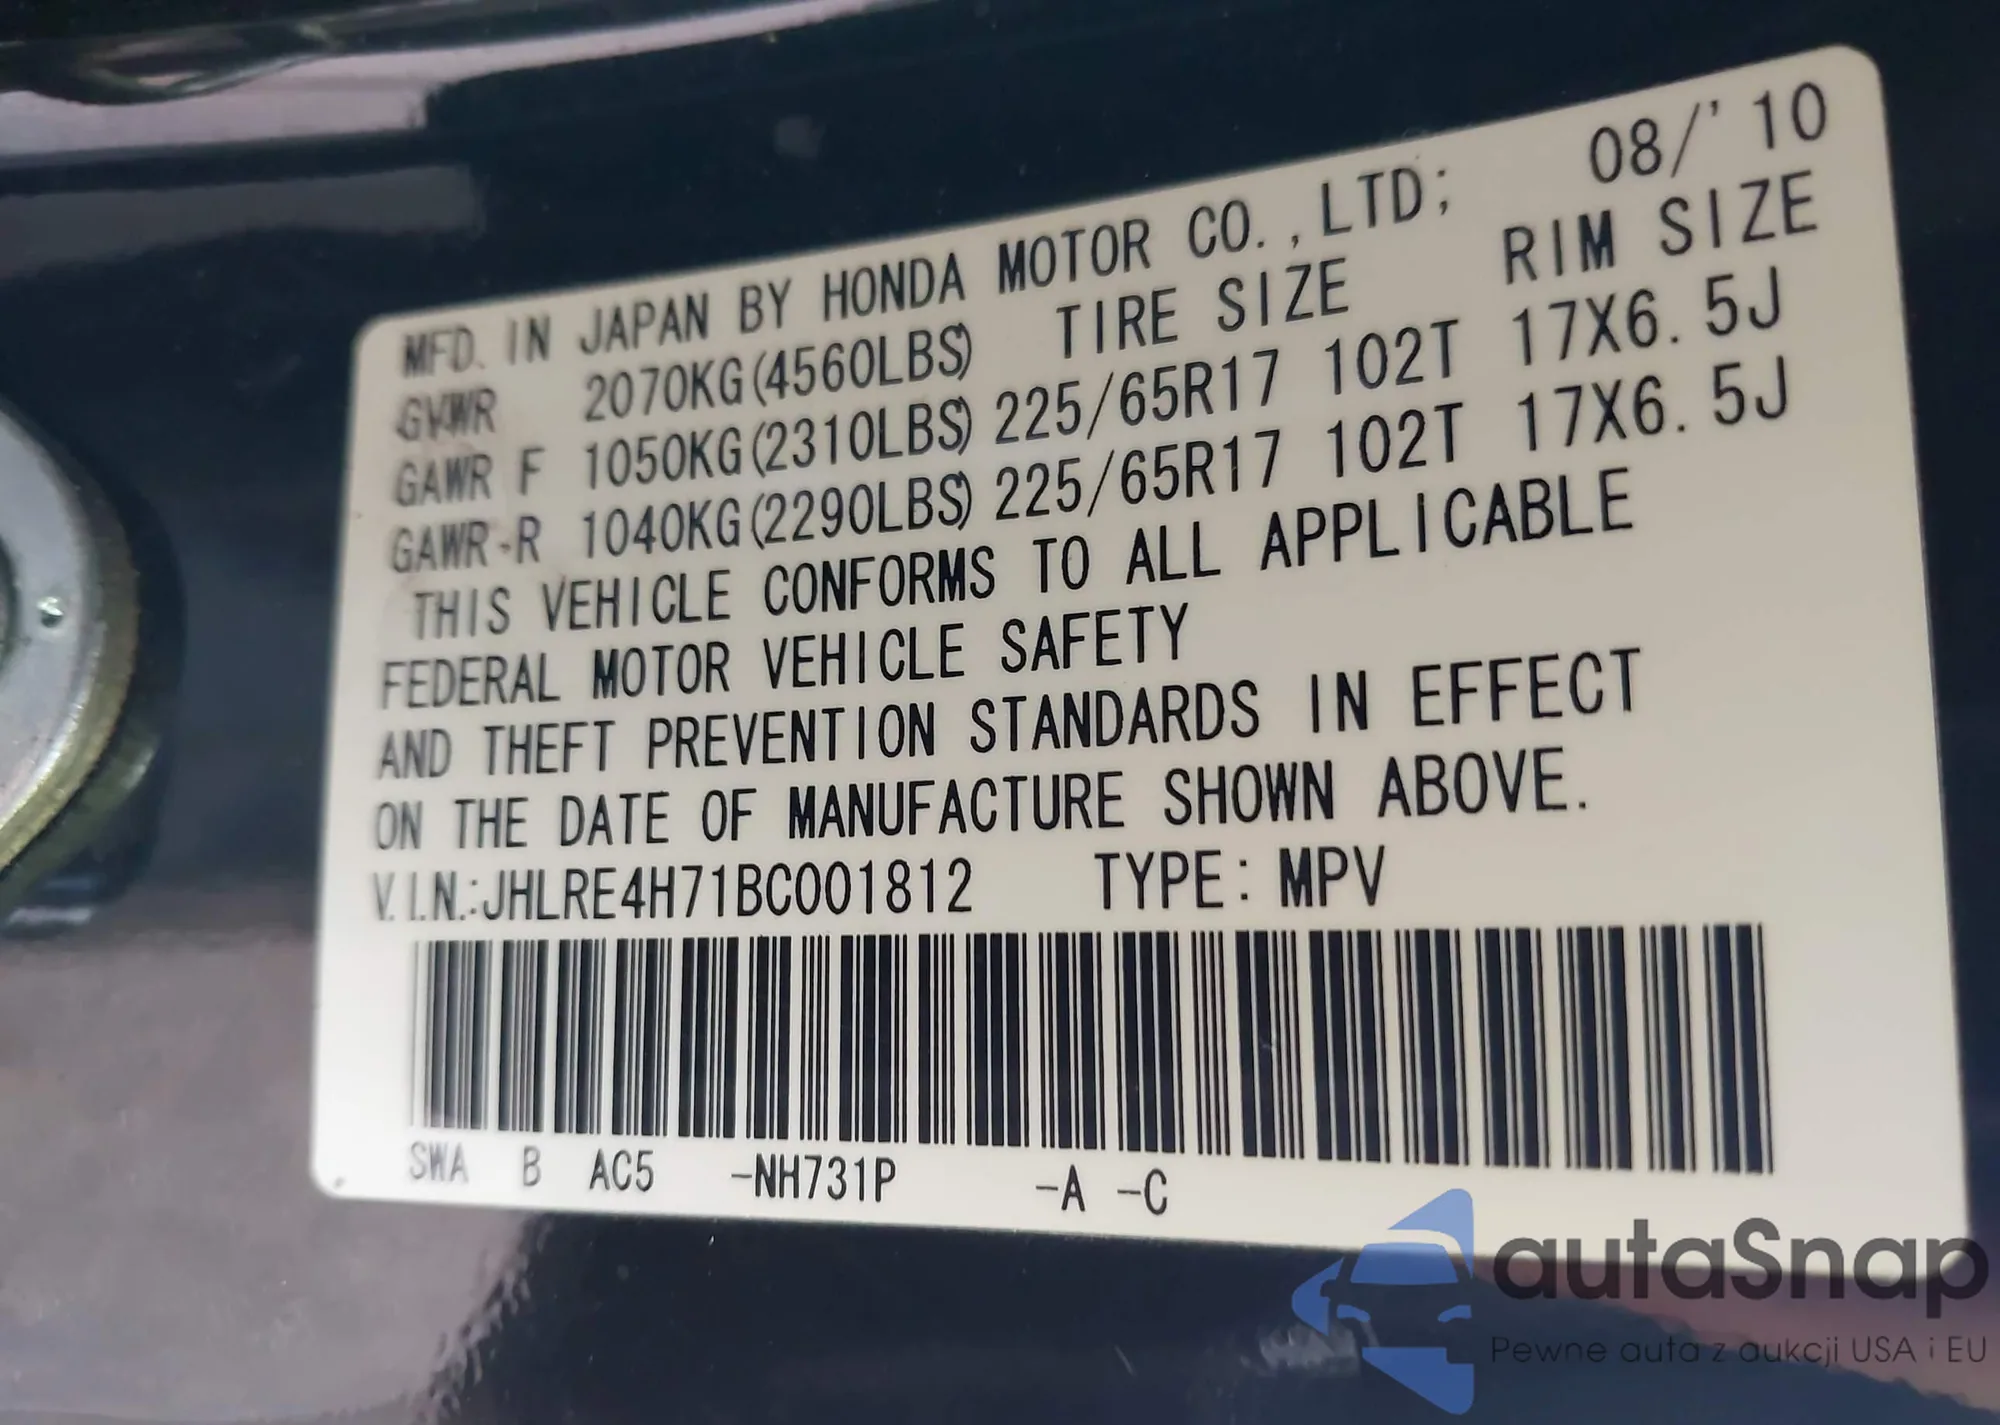 08/'10
MFD. IN JAPAN BY HONDA MOTOR CO.,LTD;
GVWR 2070KG(4560LBS) TIRE SIZE RIM SIZE
GAWR F 1050KG(2310LBS) 225/65R17 102T 17X6.5J
GAWR-R 1040KG(2290LBS) 225/65R17 102T 17X6.5J
THIS VEHICLE CONFORMS TO ALL APPLICABLE
FEDERAL MOTOR VEHICLE SAFETY
AND THEFT PREVENTION STANDARDS IN EFFECT
ON THE DATE OF MANUFACTURE SHOWN ABOVE.
V.I.N.:JHLRE4H71BC001812 TYPE: MPV
SWA B AC5 -NH731P -A -C
autaSnap
Pewne auta z aukcji USA i EU